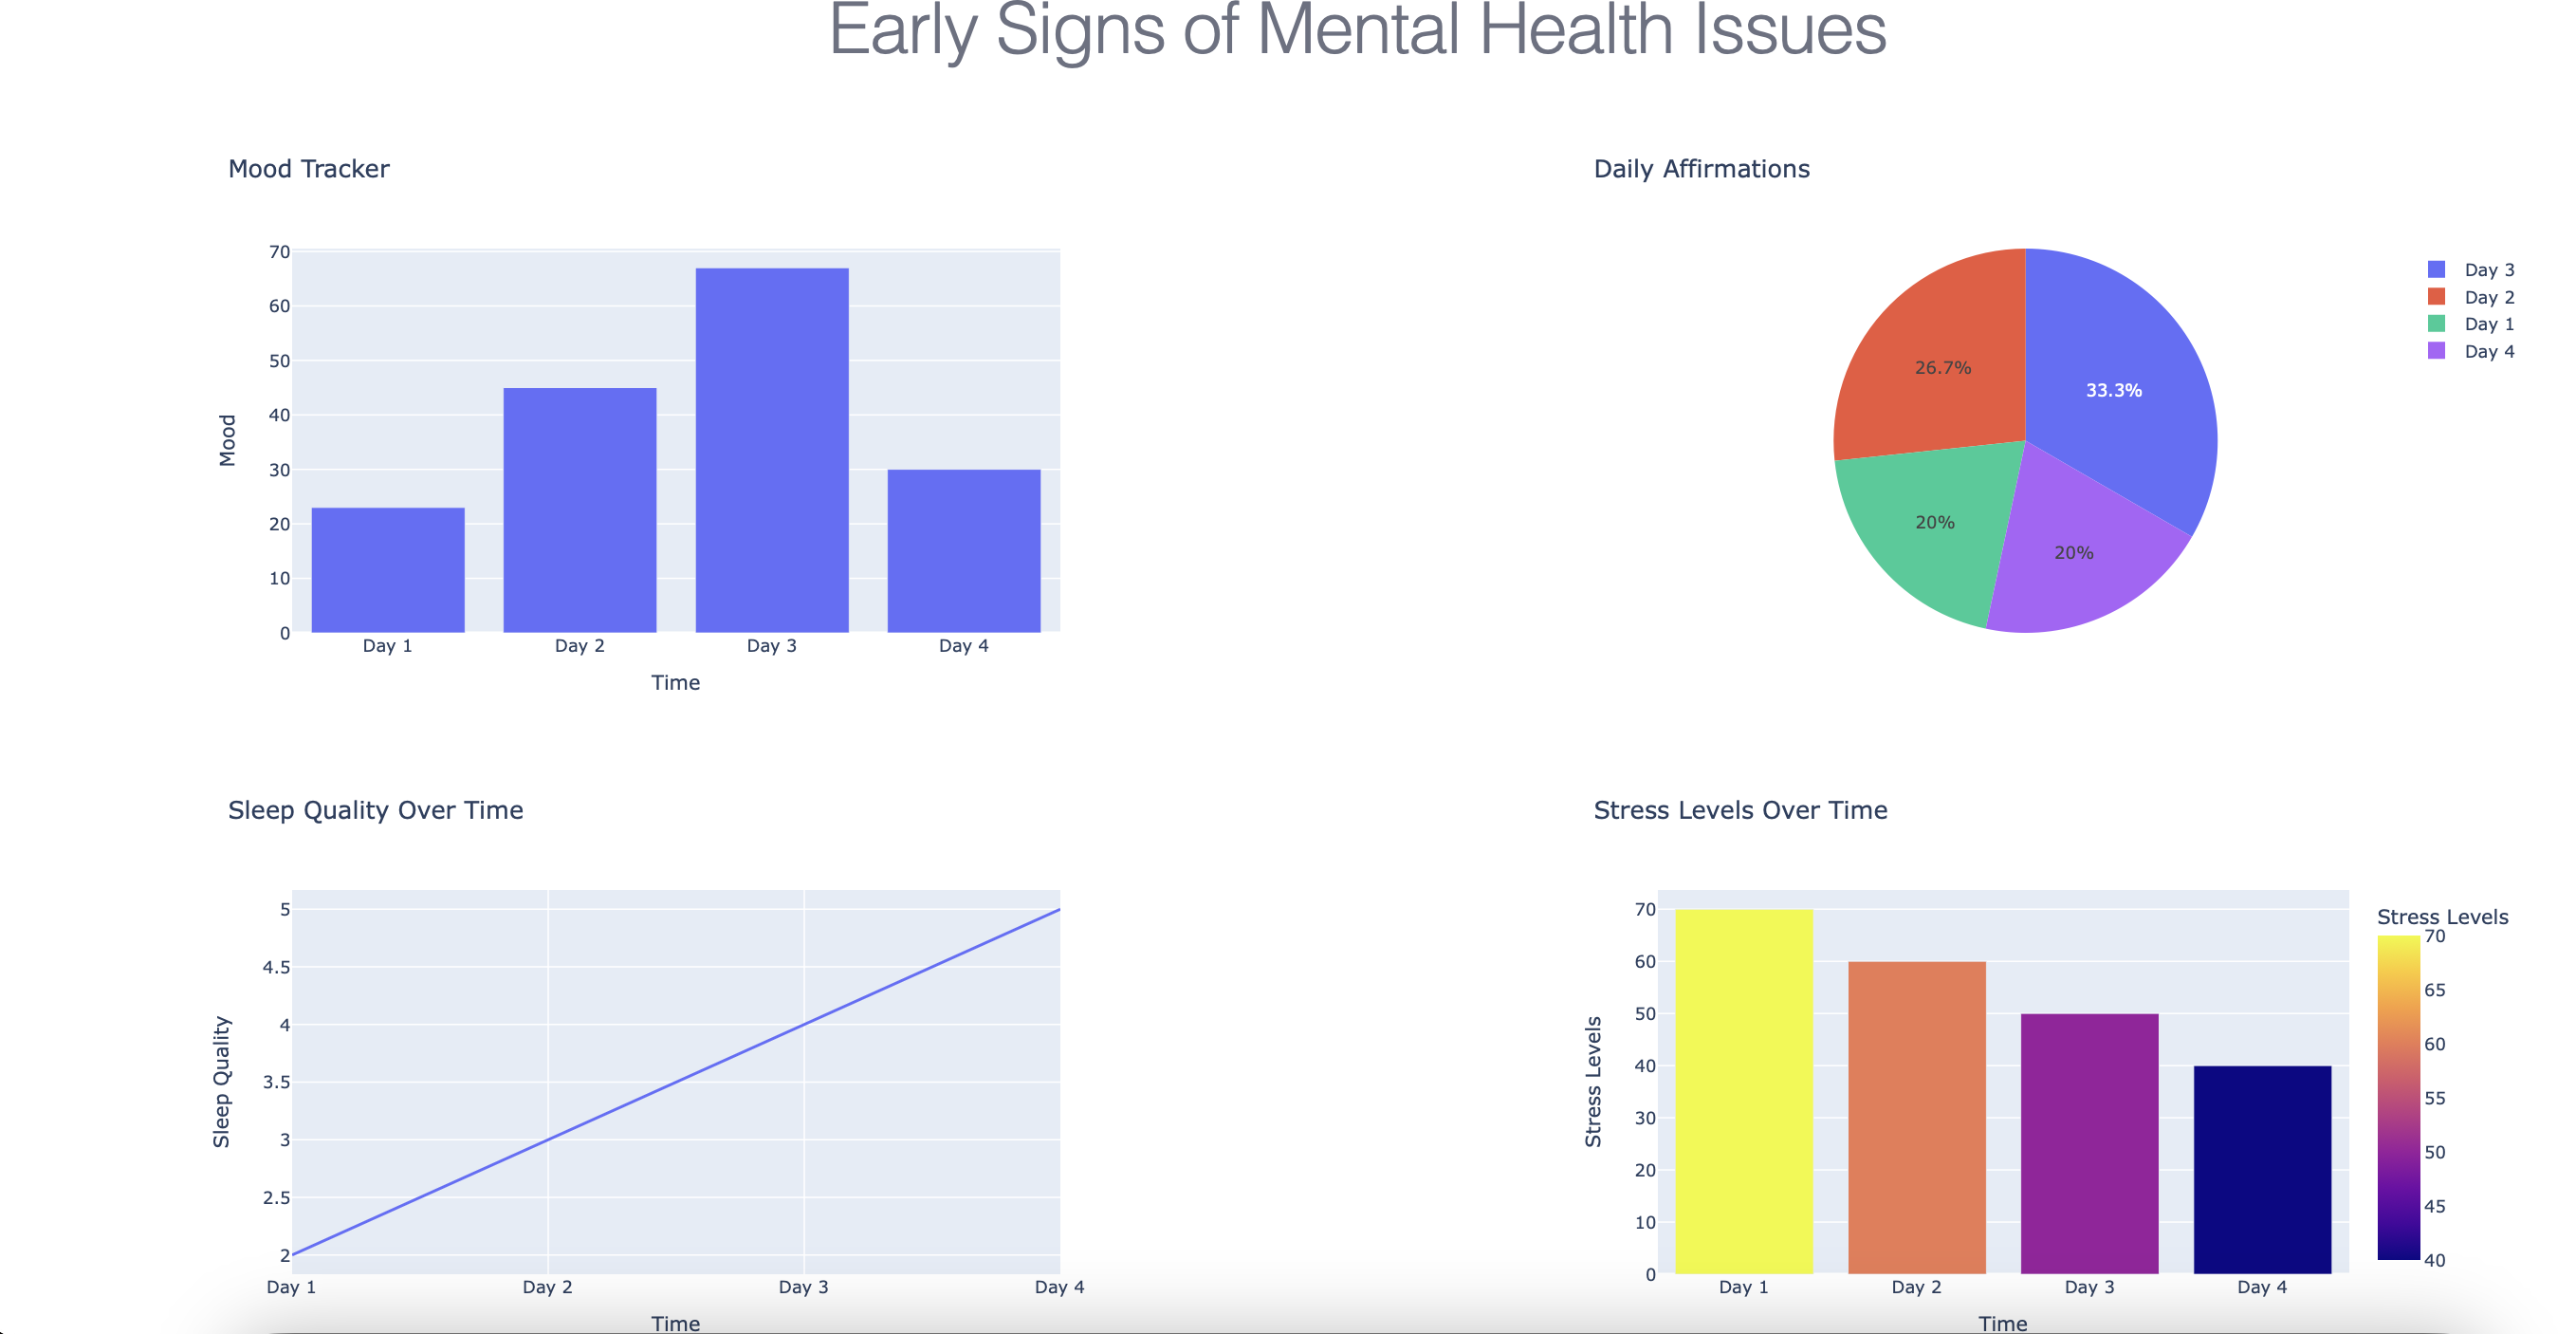 Early Signs of Mental Health Issues
Mood Tracker
70
60
50
40
30
20
10
0
Mood
Day 1 Day 2 Day 3 Day 4
Time
Daily Affirmations
33.3%
26.7%
20%
20%
Day 3
Day 2
Day 1
Day 4
Sleep Quality Over Time
5
4.5
4
3.5
3
2.5
2
Sleep Quality
Day 1 Day 2 Day 3 Day 4
Time
Stress Levels Over Time
70
60
50
40
30
20
10
0
Stress Levels
Day 1 Day 2 Day 3 Day 4
Time
Stress Levels
70
65
60
55
50
45
40